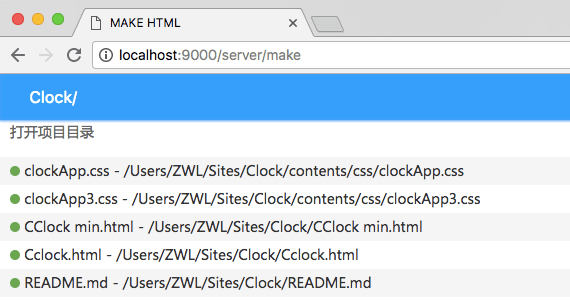 MAKE HTML
localhost:9000/server/make
Clock/
打开项目目录
clockApp.css - /Users/ZWL/Sites/Clock/contents/css/clockApp.css
clockApp3.css - /Users/ZWL/Sites/Clock/contents/css/clockApp3.css
CClock min.html - /Users/ZWL/Sites/Clock/CClock min.html
Cclock.html - /Users/ZWL/Sites/Clock/Cclock.html
README.md - /Users/ZWL/Sites/Clock/README.md